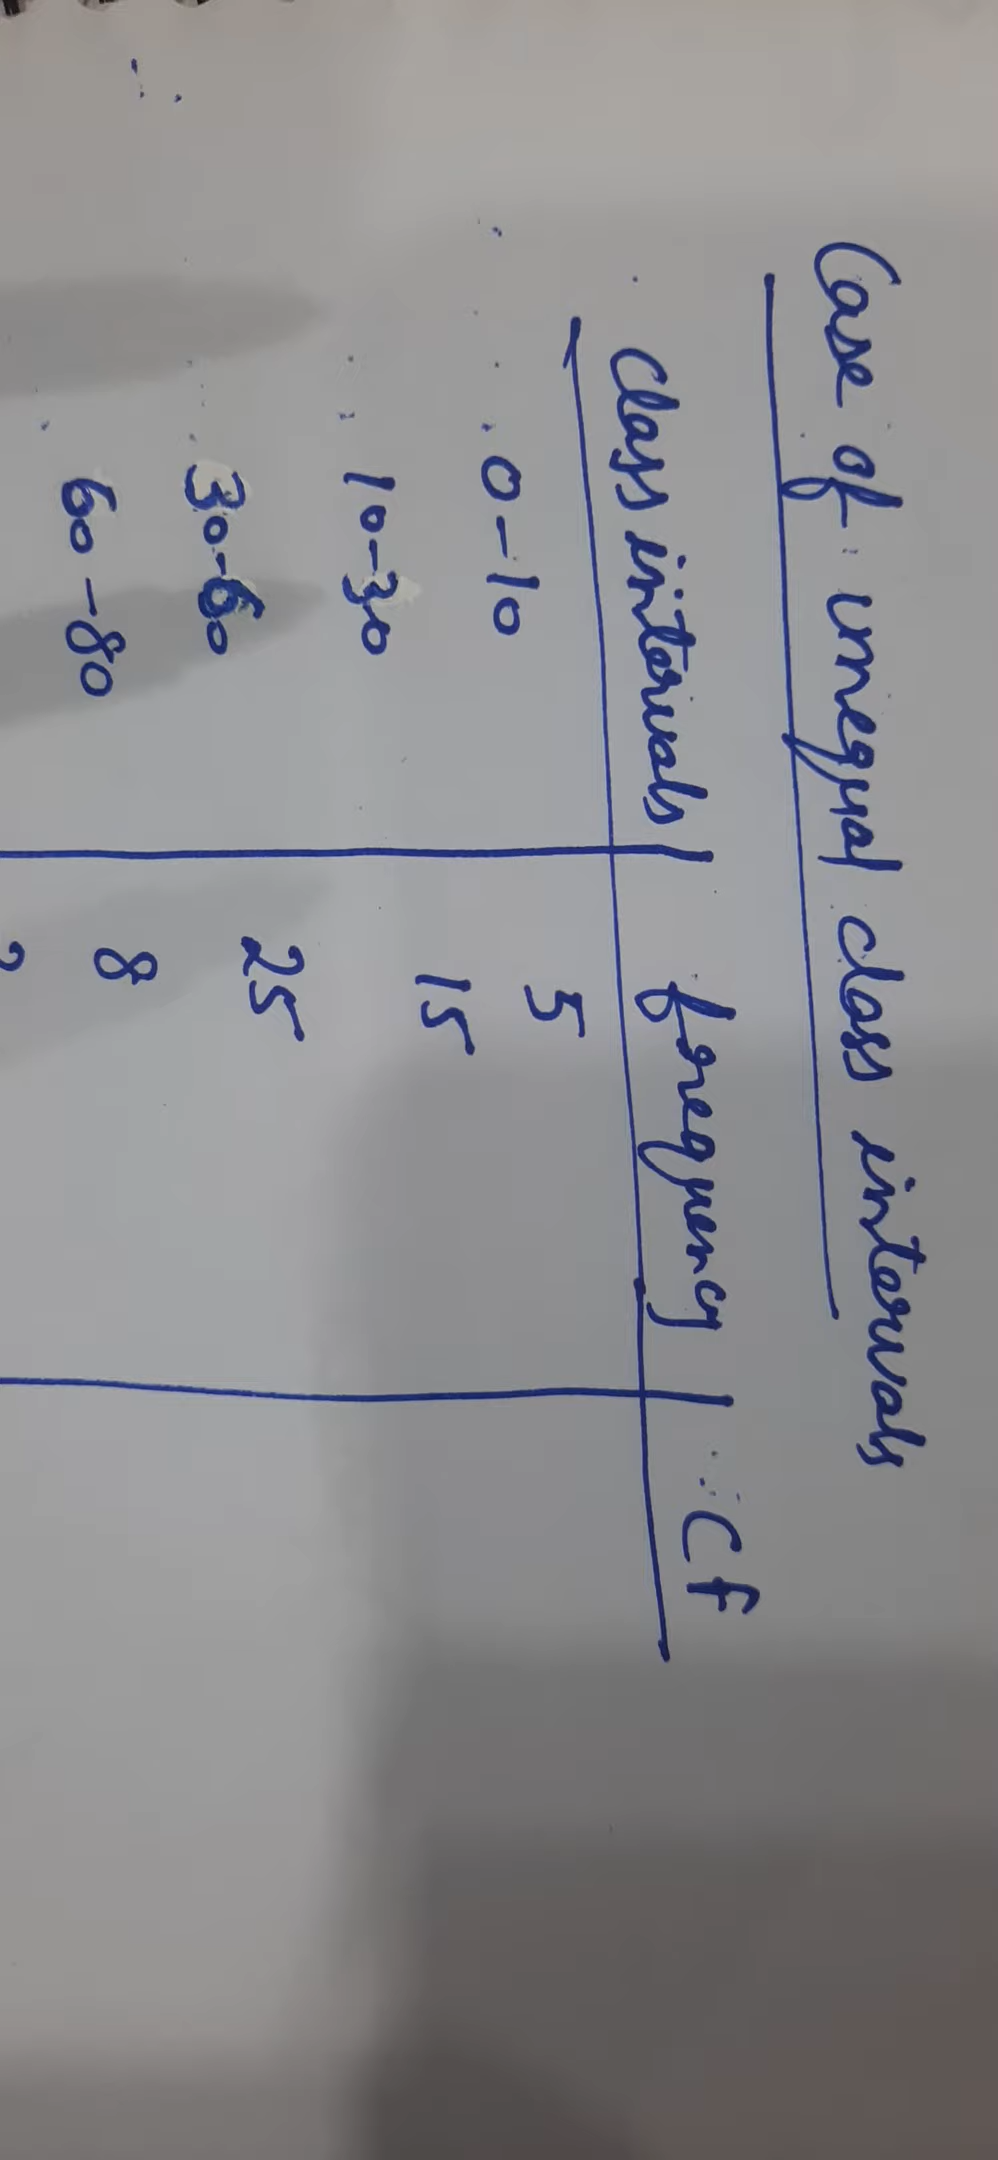 Case of unequal class intervals
Class intervals frequency CF
0-10 5
10-30 15
30-60 25
60-80 8